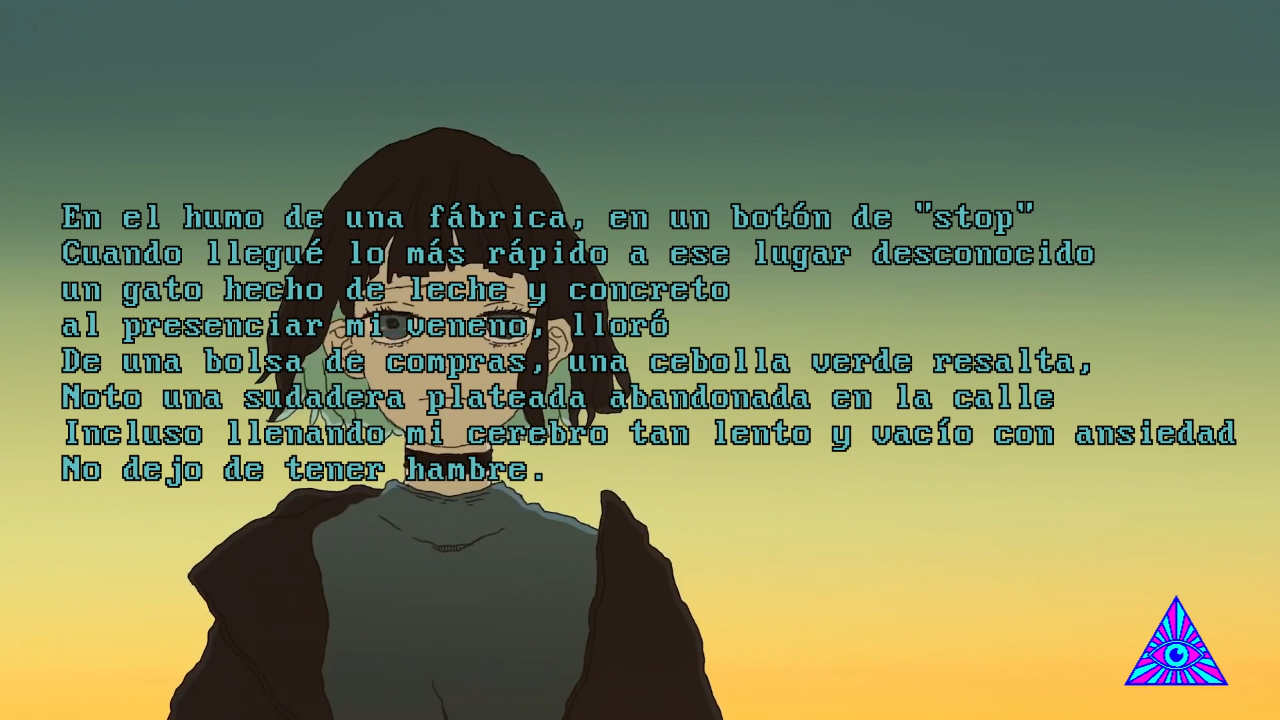 En el humo de una fábrica, en un botón de "stop"
Cuando llegué lo más rápido a ese lugar desconocido
un gato hecho de leche y concreto
al presenciar mi veneno, lloró
De una bolsa de compras, una cebolla verde resalta,
Noto una sudadera plateada abandonada en la calle
Incluso llenando mi cerebro tan lento y vacío con ansiedad
No dejo de tener hambre.